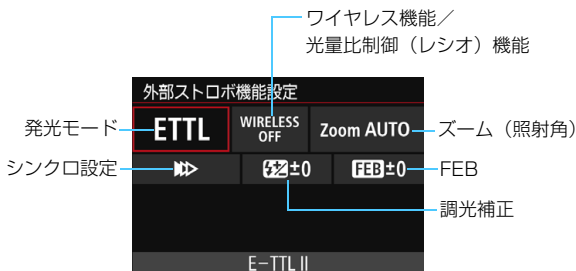 ワイヤレス機能／
光量比制御（レシオ）機能
外部ストロボ機能設定
発光モード
ETTL
WIRELESS
OFF
Zoom AUTO
ズーム（照射角）
シンクロ設定
±0
FEB±0
FEB
調光補正
E-TTL II